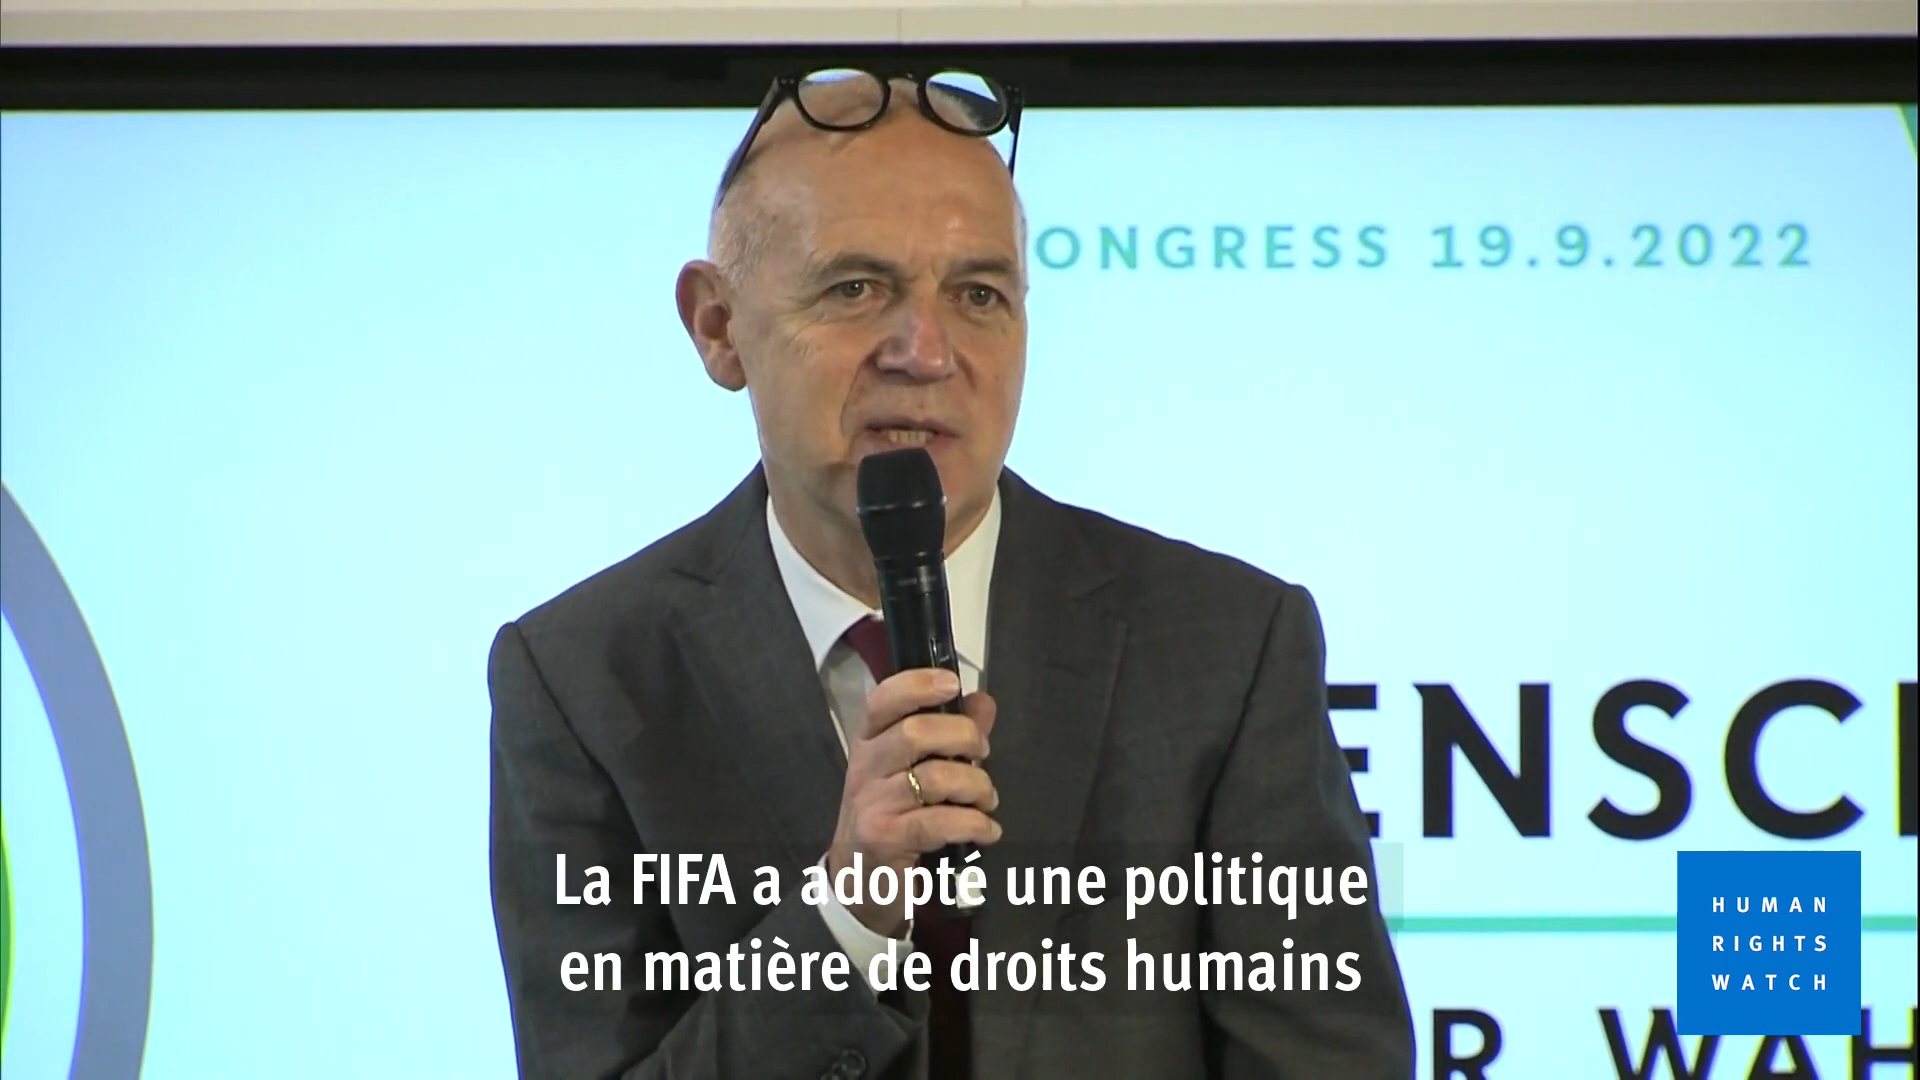 ONGRESS 19.9.2022
ENSC
La FIFA a adopté une politique
en matière de droits humains
HUMAN
RIGHTS
WATCH
R WAH